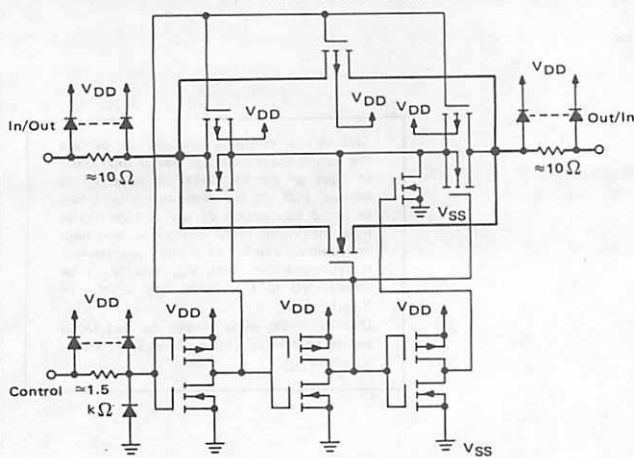 VDD
VDD
In/Out
Out/In
≈10 Ω
≈10 Ω
VDD
VDD
VDD
VSS
VDD
VDD
VDD
VDD
Control
≃1.5
kΩ
VSS